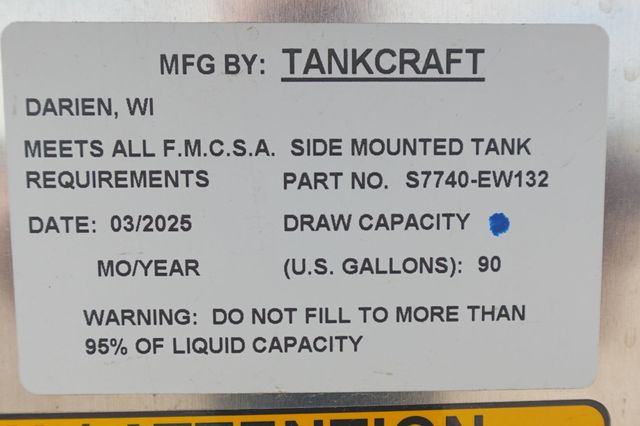 MFG BY: TANKCRAFT
DARIEN, WI
MEETS ALL F.M.C.S.A. SIDE MOUNTED TANK
REQUIREMENTS PART NO. S7740-EW132
DATE: 03/2025 DRAW CAPACITY
MO/YEAR (U.S. GALLONS): 90
WARNING: DO NOT FILL TO MORE THAN
95% OF LIQUID CAPACITY
ATTENTION